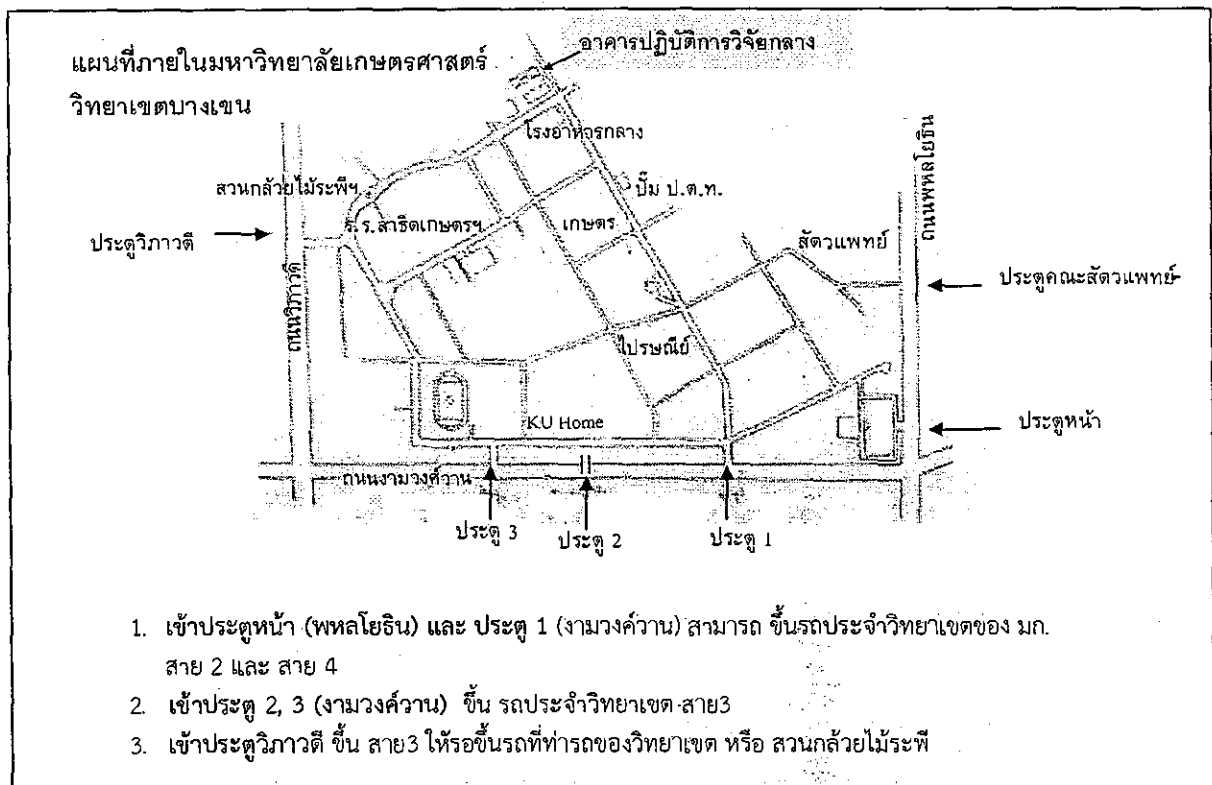 แผนที่ภายในมหาวิทยาลัยเกษตรศาสตร์
วิทยาเขตบางเขน
อาคารปฏิบัติการวิจัยกลาง
โรงอาหารกลาง
ถนนพหลโยธิน
สวนกล้วยไม้ระพีฯ
ปั๊ม ป.ต.ท.
ร.ร.สาธิตเกษตรฯ
เกษตร
สัตวแพทย์
ประตูวิภาวดี
ประตูคณะสัตวแพทย์
ถนนวิภาวดี
ไปรษณีย์
KU Home
ประตูหน้า
ถนนงามวงศ์วาน
ประตู 3
ประตู 2
ประตู 1
1. เข้าประตูหน้า (พหลโยธิน) และ ประตู 1 (งามวงศ์วาน) สามารถ ขึ้นรถประจำวิทยาเขตของ มก.
สาย 2 และ สาย 4
2. เข้าประตู 2, 3 (งามวงศ์วาน) ขึ้น รถประจำวิทยาเขต สาย3
3. เข้าประตูวิภาวดี ขึ้น สาย3 ให้รอขึ้นรถที่ท่ารถของวิทยาเขต หรือ สวนกล้วยไม้ระพี